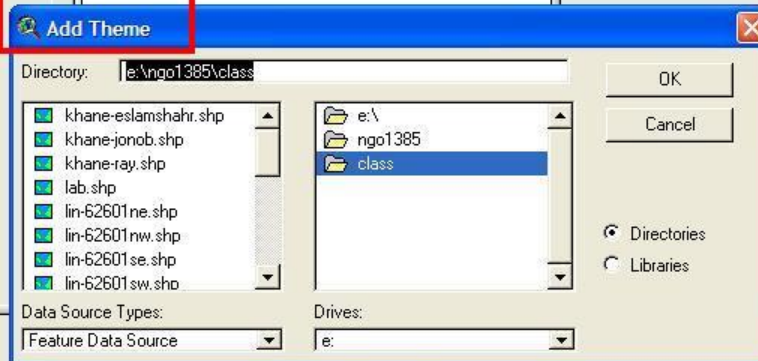 Add Theme
Directory: e:\ngo1385\class
OK
Cancel
khane-eslamshahr.shp
khane-jonob.shp
khane-ray.shp
lab.shp
lin-62601ne.shp
lin-62601nw.shp
lin-62601se.shp
lin-62601sw.shp
e:\
ngo1385
class
Directories
Libraries
Data Source Types:
Feature Data Source
Drives:
e: